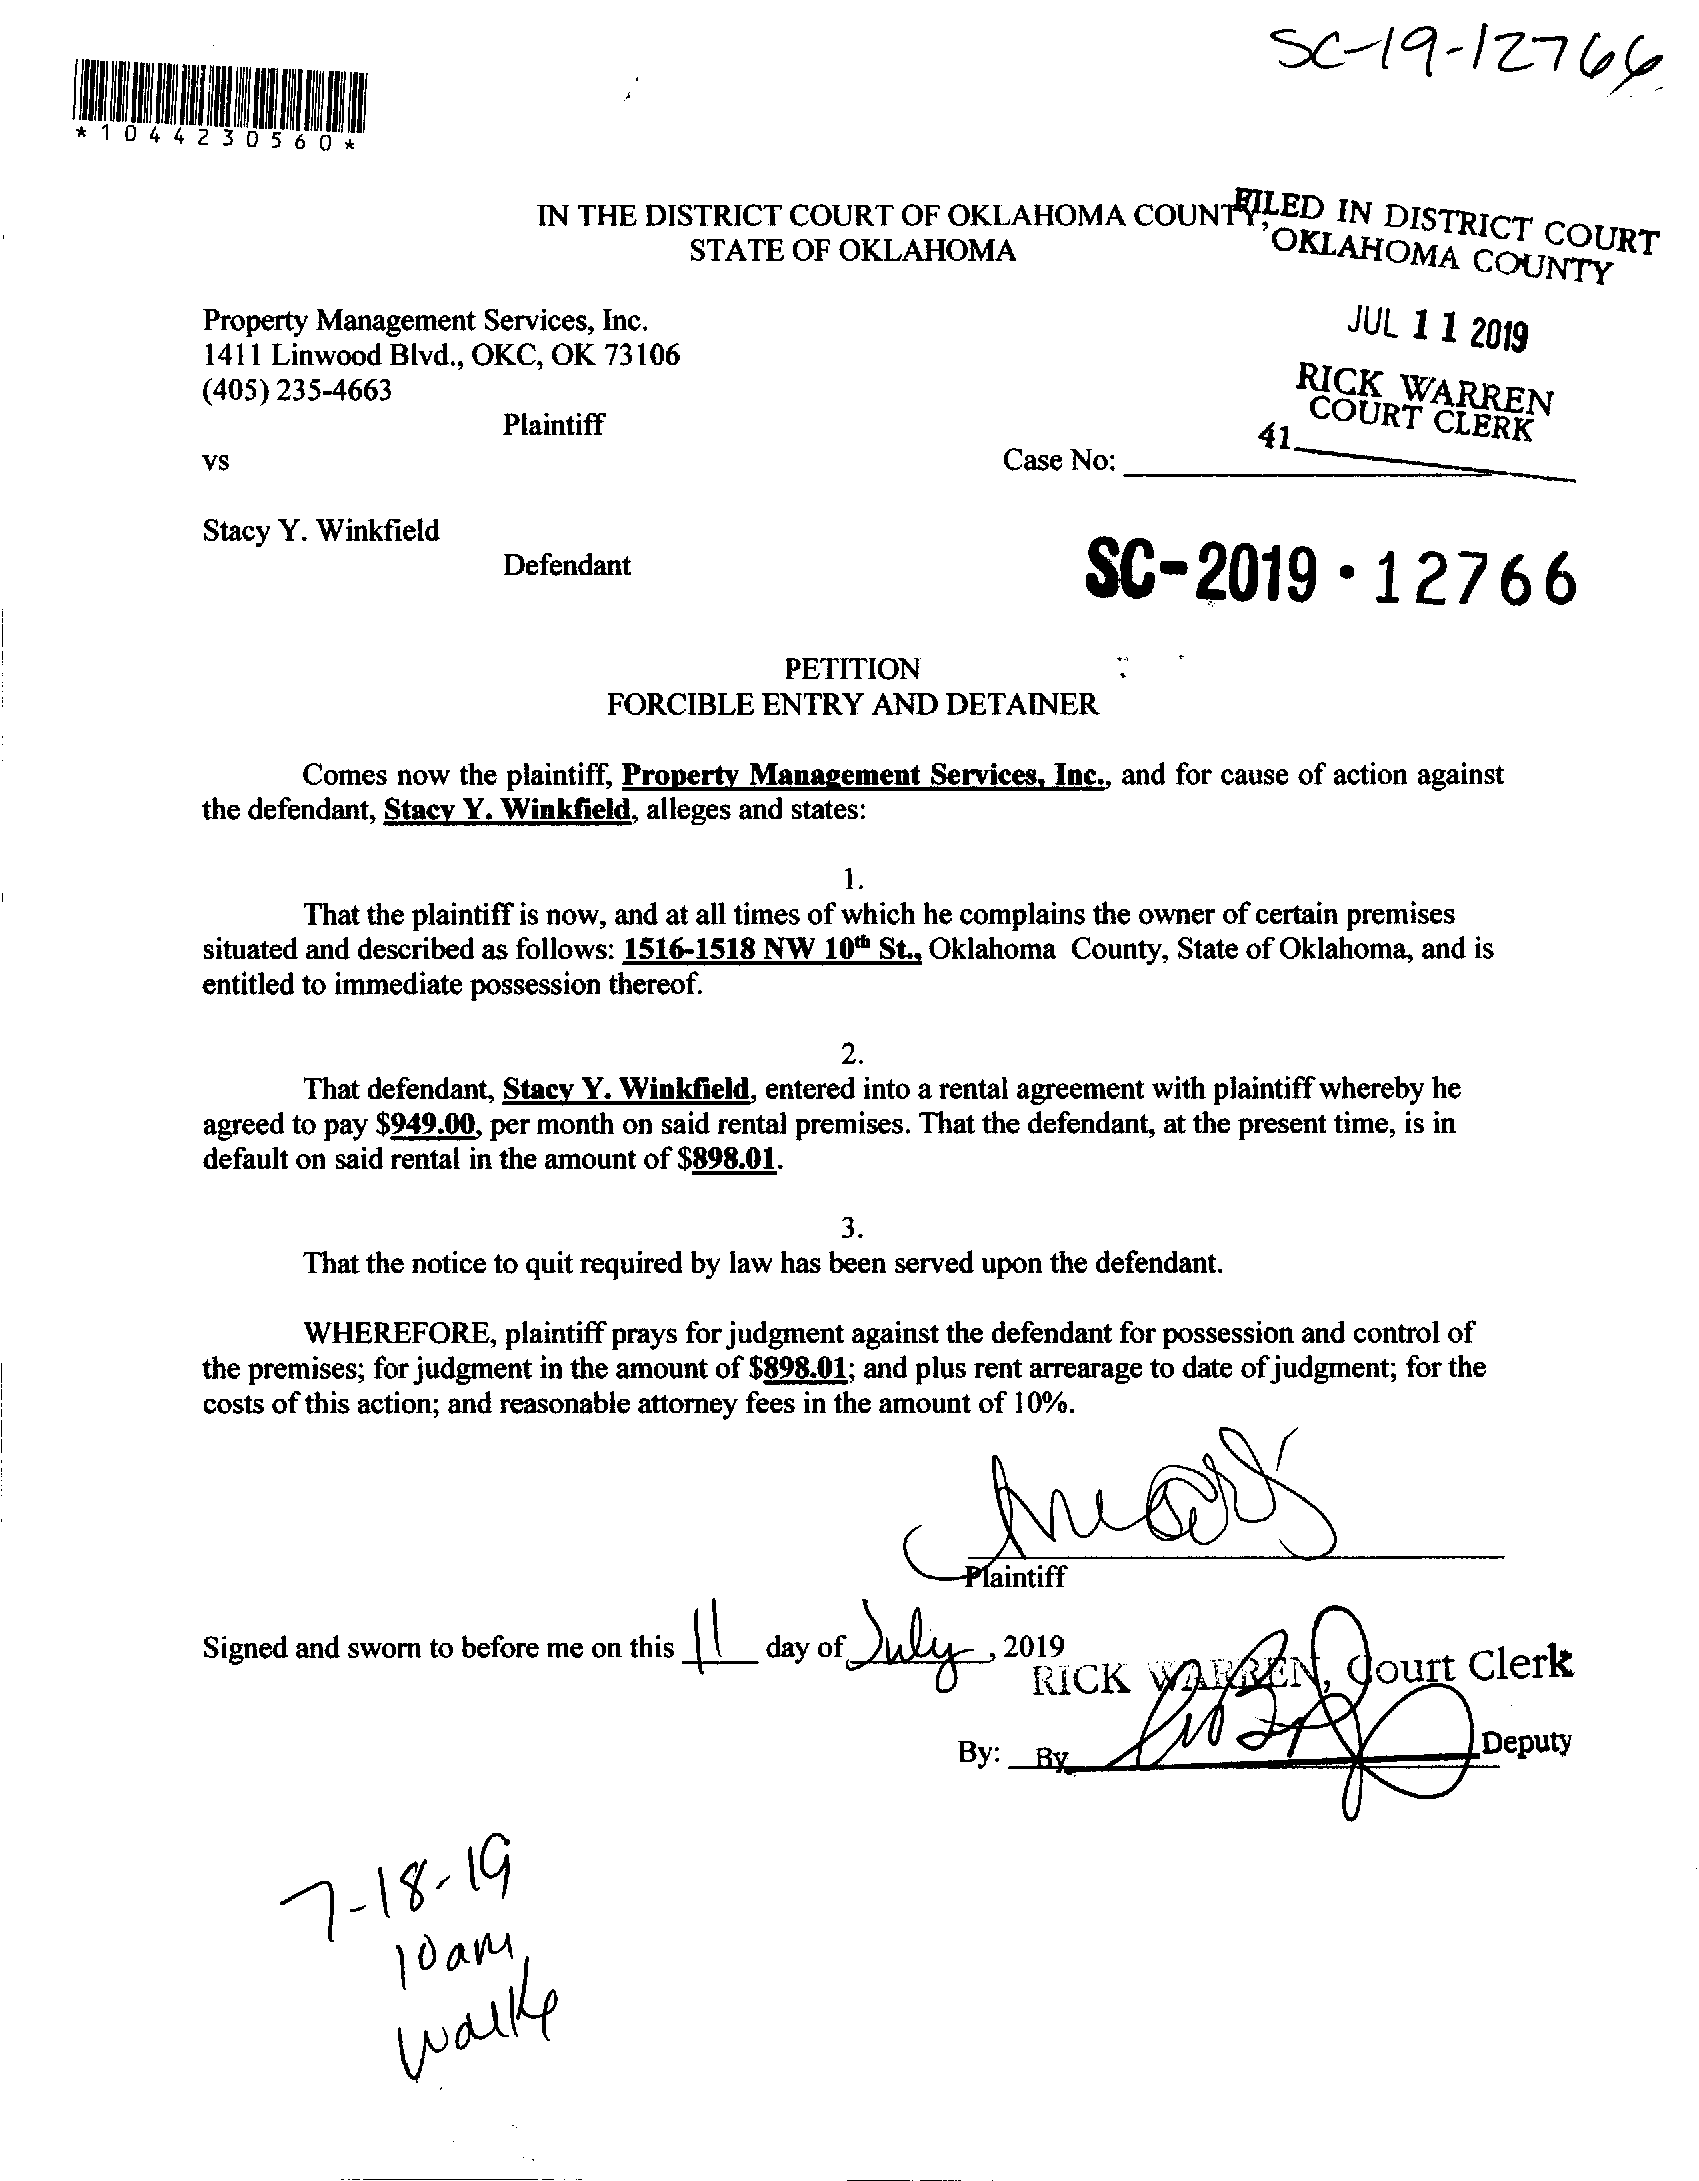 SC-19-12766
*1044230560*
IN THE DISTRICT COURT OF OKLAHOMA COUNTY,
STATE OF OKLAHOMA
FILED IN DISTRICT COURT
OKLAHOMA COUNTY
JUL 11 2019
RICK WARREN
COURT CLERK
41
Property Management Services, Inc.
1411 Linwood Blvd., OKC, OK 73106
(405) 235-4663
Plaintiff
vs
Case No:
Stacy Y. Winkfield
Defendant
SC-2019 · 12766
PETITION
FORCIBLE ENTRY AND DETAINER
Comes now the plaintiff, Property Management Services, Inc., and for cause of action against
the defendant, Stacy Y. Winkfield, alleges and states:
1.
That the plaintiff is now, and at all times of which he complains the owner of certain premises
situated and described as follows: 1516-1518 NW 10th St., Oklahoma County, State of Oklahoma, and is
entitled to immediate possession thereof.
2.
That defendant, Stacy Y. Winkfield, entered into a rental agreement with plaintiff whereby he
agreed to pay $949.00, per month on said rental premises. That the defendant, at the present time, is in
default on said rental in the amount of $898.01.
3.
That the notice to quit required by law has been served upon the defendant.
WHEREFORE, plaintiff prays for judgment against the defendant for possession and control of
the premises; for judgment in the amount of $898.01; and plus rent arrearage to date of judgment; for the
costs of this action; and reasonable attorney fees in the amount of 10%.
Plaintiff
Signed and sworn to before me on this 11 day of July, 2019
RICK WARREN, Court Clerk
By: By Deputy
7-18-19
10am